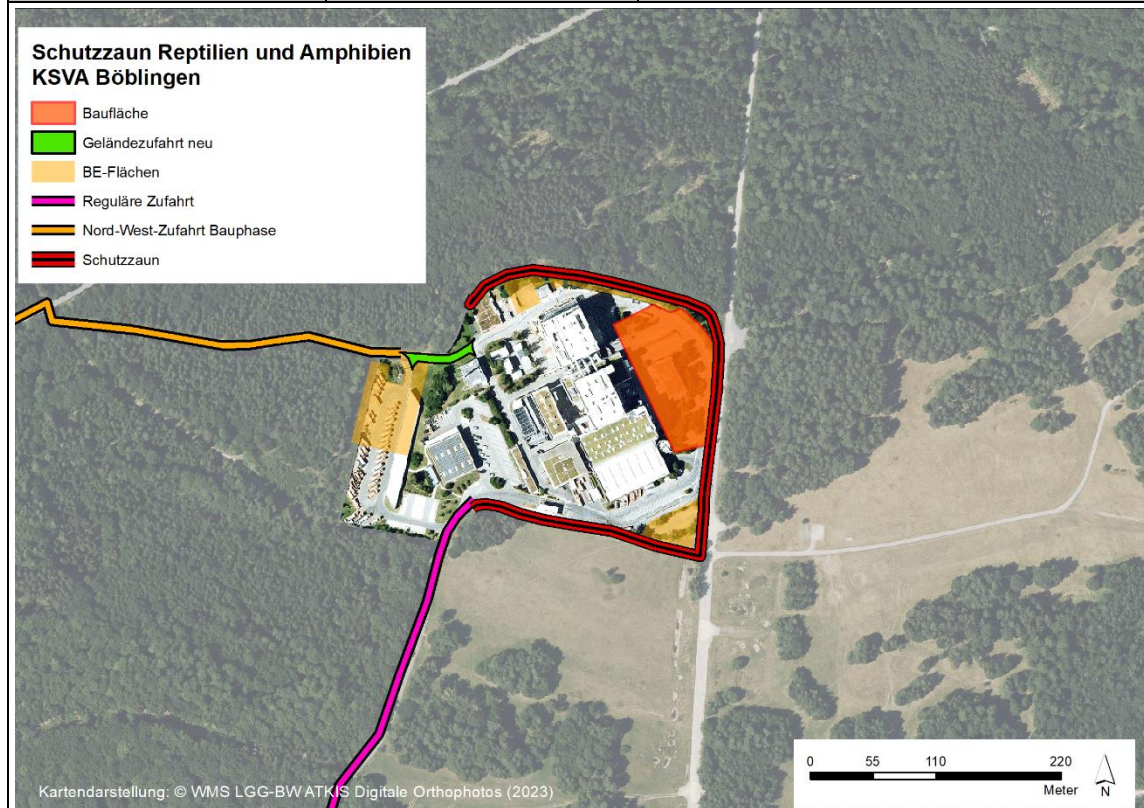 Schutzzaun Reptilien und Amphibien
KSVA Böblingen
Baufläche
Geländezufahrt neu
BE-Flächen
Reguläre Zufahrt
Nord-West-Zufahrt Bauphase
Schutzzaun
0 55 110 220
Meter
N
Kartendarstellung: © WMS LGG-BW ATKIS Digitale Orthophotos (2023)